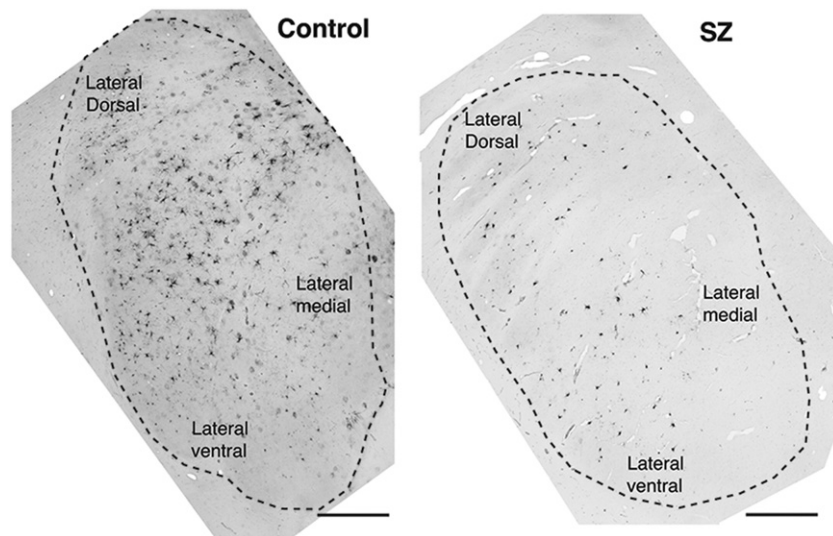 Control
Lateral
Dorsal
Lateral
medial
Lateral
ventral
SZ
Lateral
Dorsal
Lateral
medial
Lateral
ventral